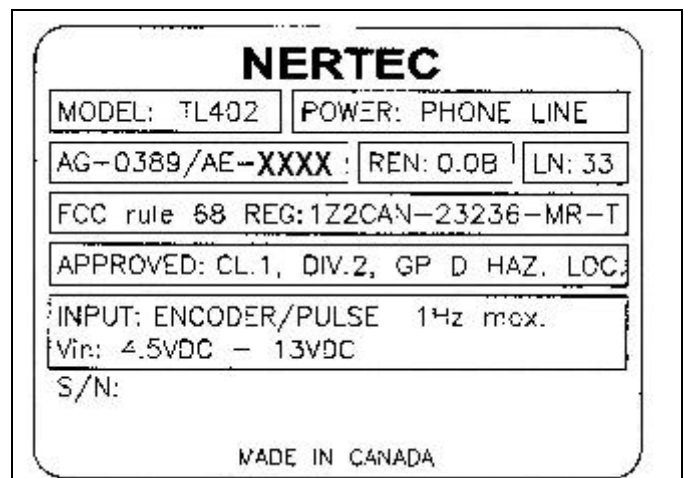 NERTEC
MODEL: TL402 POWER: PHONE LINE
AG-0389/AE-XXXX REN: 0.0B LN: 33
FCC rule 68 REG:1Z2CAN-23236-MR-T
APPROVED: CL.1, DIV.2, GP D HAZ. LOC.
INPUT: ENCODER/PULSE 1Hz max.
Vin: 4.5VDC - 13VDC
S/N:
MADE IN CANADA